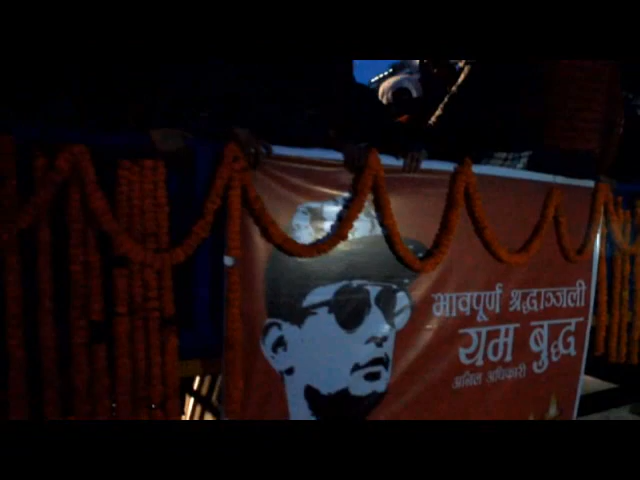 भावपूर्ण श्रद्धाञ्जली
यम बुद्ध
अनिल अधिकारी